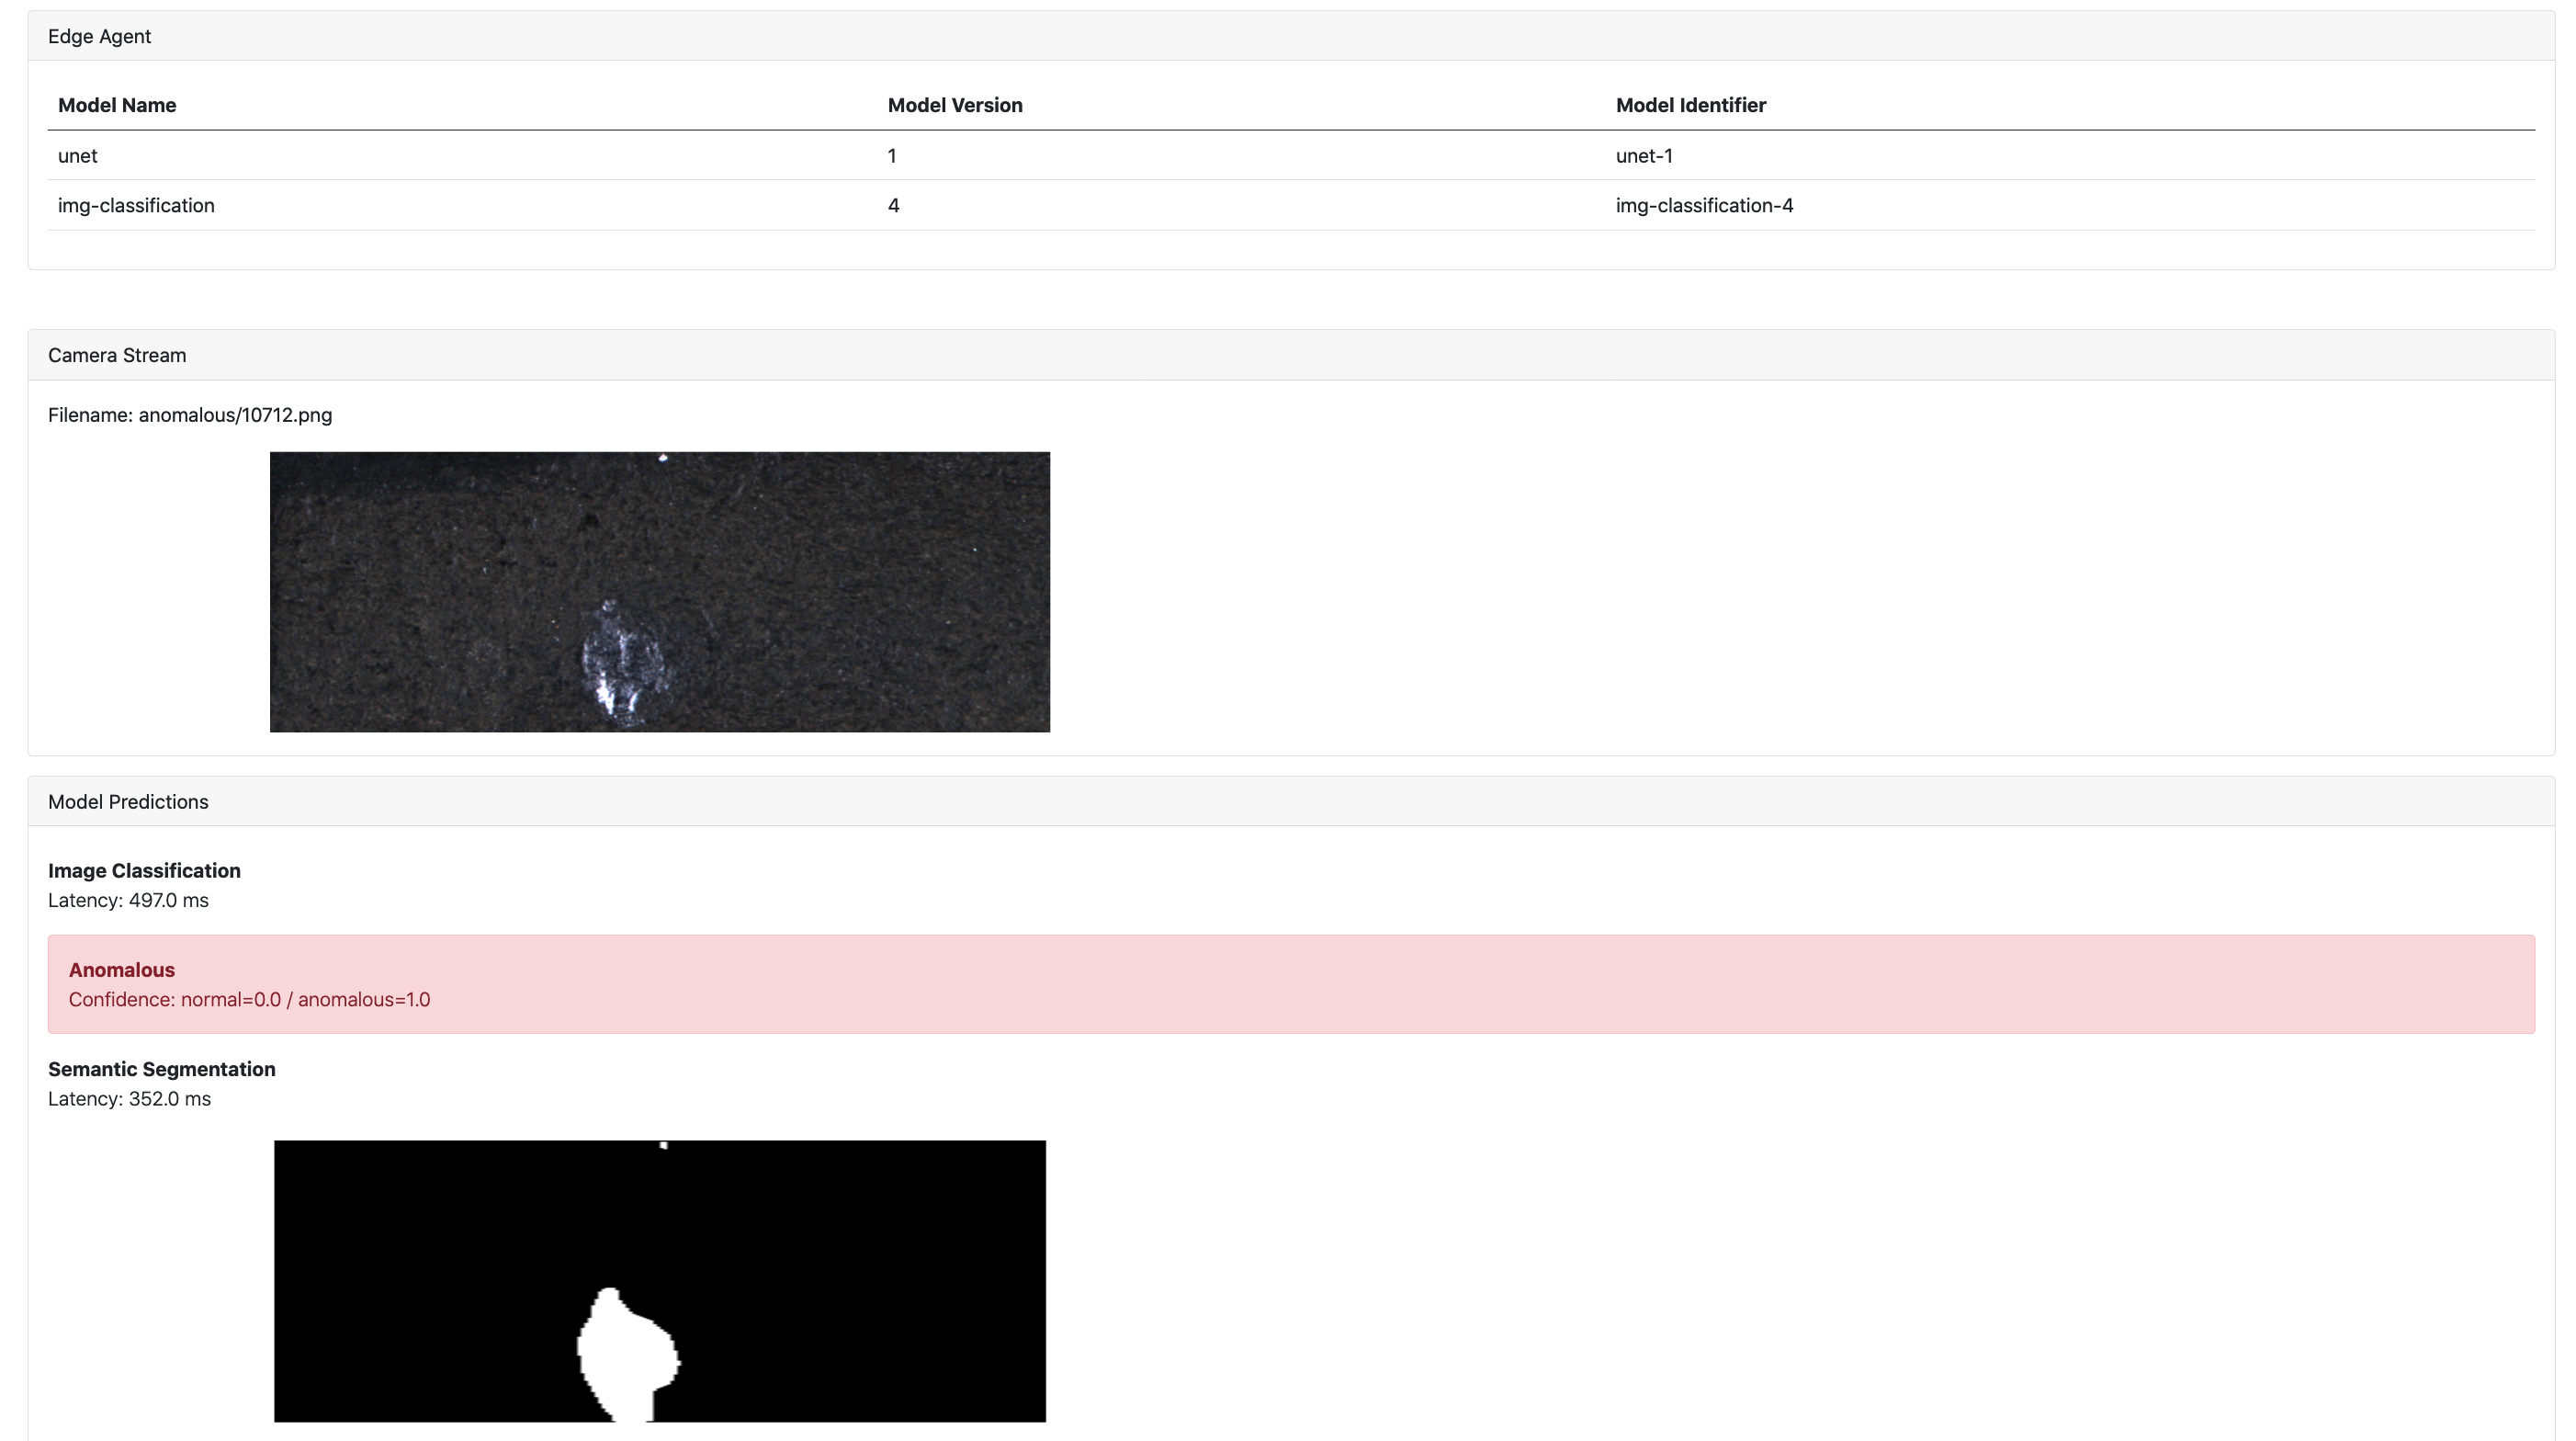 Edge Agent
Model Name Model Version Model Identifier
unet 1 unet-1
img-classification 4 img-classification-4
Camera Stream
Filename: anomalous/10712.png
Model Predictions
Image Classification
Latency: 497.0 ms
Anomalous
Confidence: normal=0.0 / anomalous=1.0
Semantic Segmentation
Latency: 352.0 ms